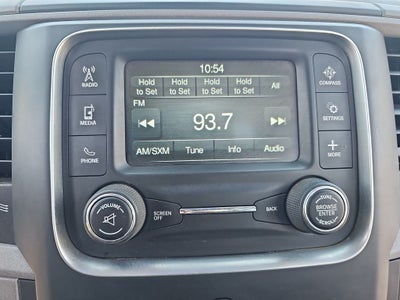 10:54
Hold to Set Hold to Set Hold to Set Hold to Set All
FM
93.7
AM/SXM Tune Info Audio
RADIO
MEDIA
PHONE
COMPASS
SETTINGS
MORE
VOLUME
SCREEN OFF
BACK
TUNE
BROWSE
ENTER
SCROLL